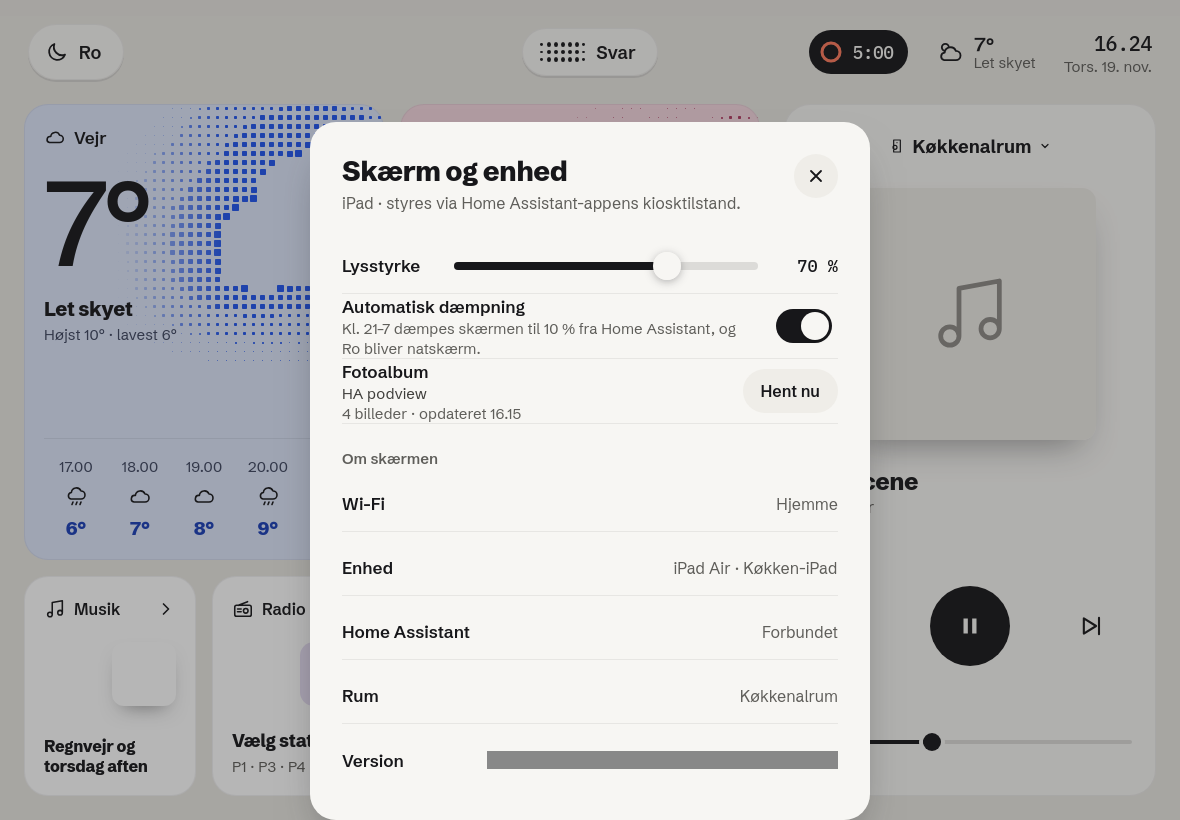 Ro
Svar
5:00
7°
Let skyet
16.24
Tors. 19. nov.
Vejr
7°
Let skyet
Højst 10° · lavest 6°
17.00 18.00 19.00 20.00
6° 7° 8° 9°
Køkkenalrum
Musik
Regnvejr og
torsdag aften
Radio
P1 · P3 · P4
Skærm og enhed
iPad · styres via Home Assistant-appens kiosktilstand.
Lysstyrke
70 %
Automatisk dæmpning
Kl. 21–7 dæmpes skærmen til 10 % fra Home Assistant, og
Ro bliver natskærm.
Fotoalbum
HA podview
4 billeder · opdateret 16.15
Hent nu
Om skærmen
Wi-Fi
Hjemme
Enhed
iPad Air · Køkken-iPad
Home Assistant
Forbundet
Rum
Køkkenalrum
Version